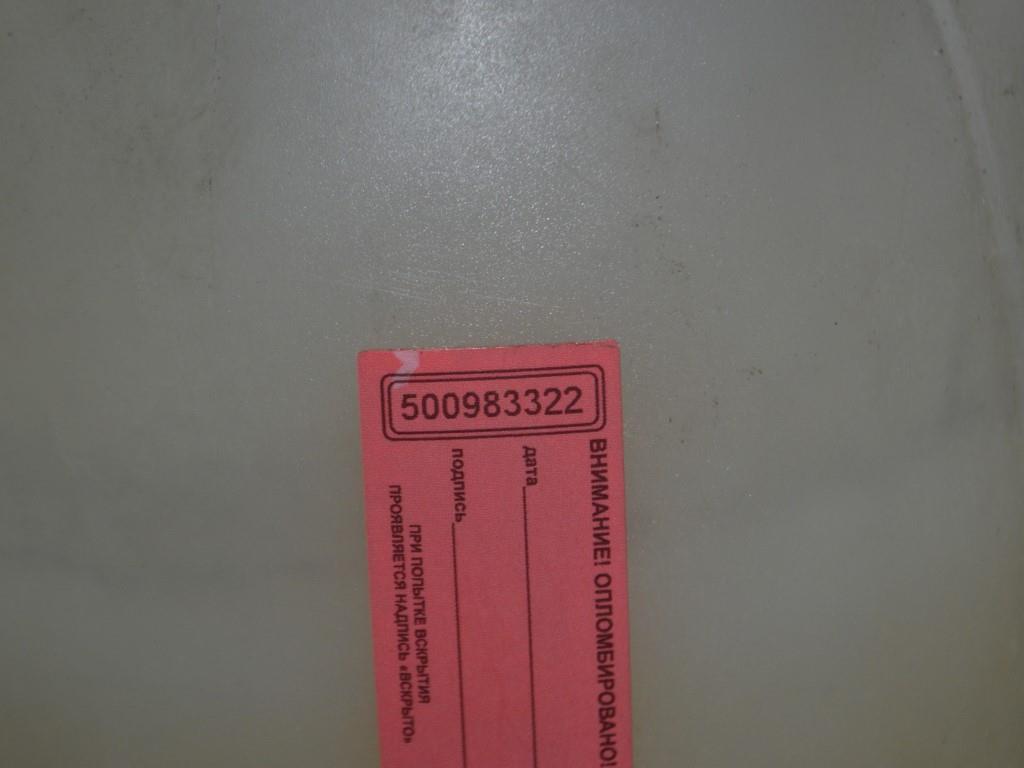 500983322
ВНИМАНИЕ! ОПЛОМБИРОВАНО!
дата
подпись
ПРИ ПОПЫТКЕ ВСКРЫТИЯ
ПРОЯВЛЯЕТСЯ НАДПИСЬ «ВСКРЫТО»